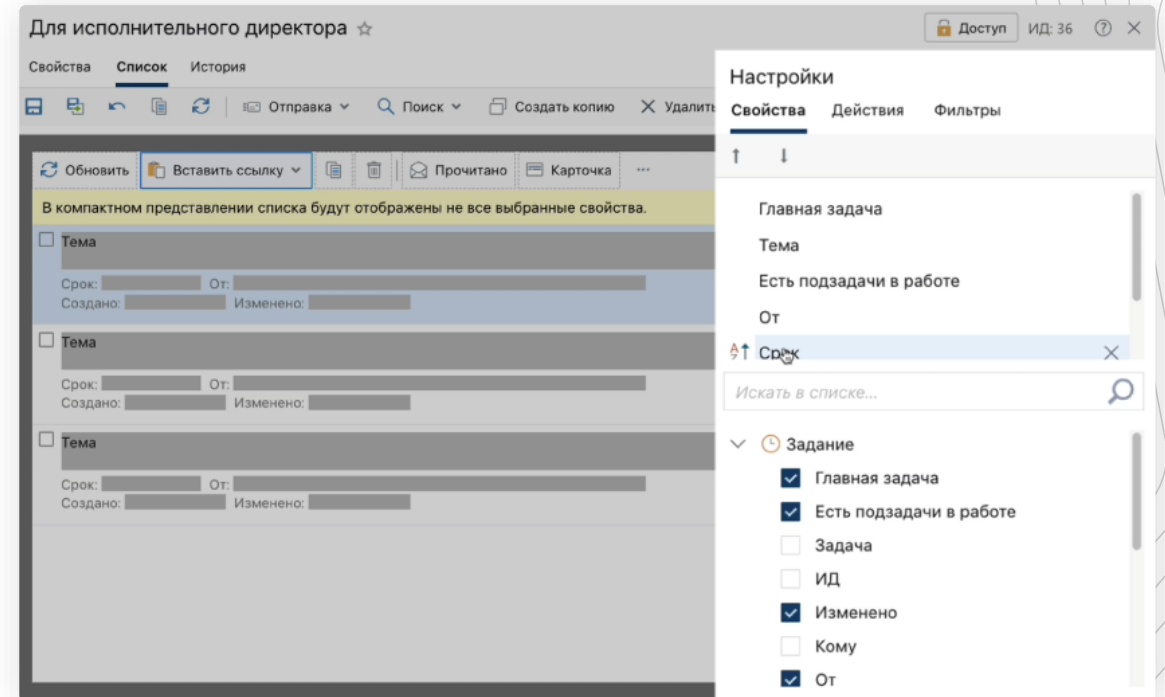 Для исполнительного директора
Доступ ИД: 36
Свойства Список История
Отправка Поиск Создать копию Удалить
Обновить Вставить ссылку Прочитано Карточка ...
В компактном представлении списка будут отображены не все выбранные свойства.
Тема
Срок: От:
Создано: Изменено:
Тема
Срок: От:
Создано: Изменено:
Тема
Срок: От:
Создано: Изменено:
Настройки
Свойства Действия Фильтры
Главная задача
Тема
Есть подзадачи в работе
От
Срок
Искать в списке...
Задание
Главная задача
Есть подзадачи в работе
Задача
ИД
Изменено
Кому
От